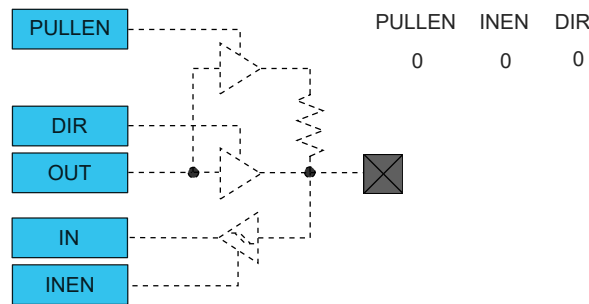 PULLEN
PULLEN INEN DIR
0 0 0
DIR
OUT
IN
INEN